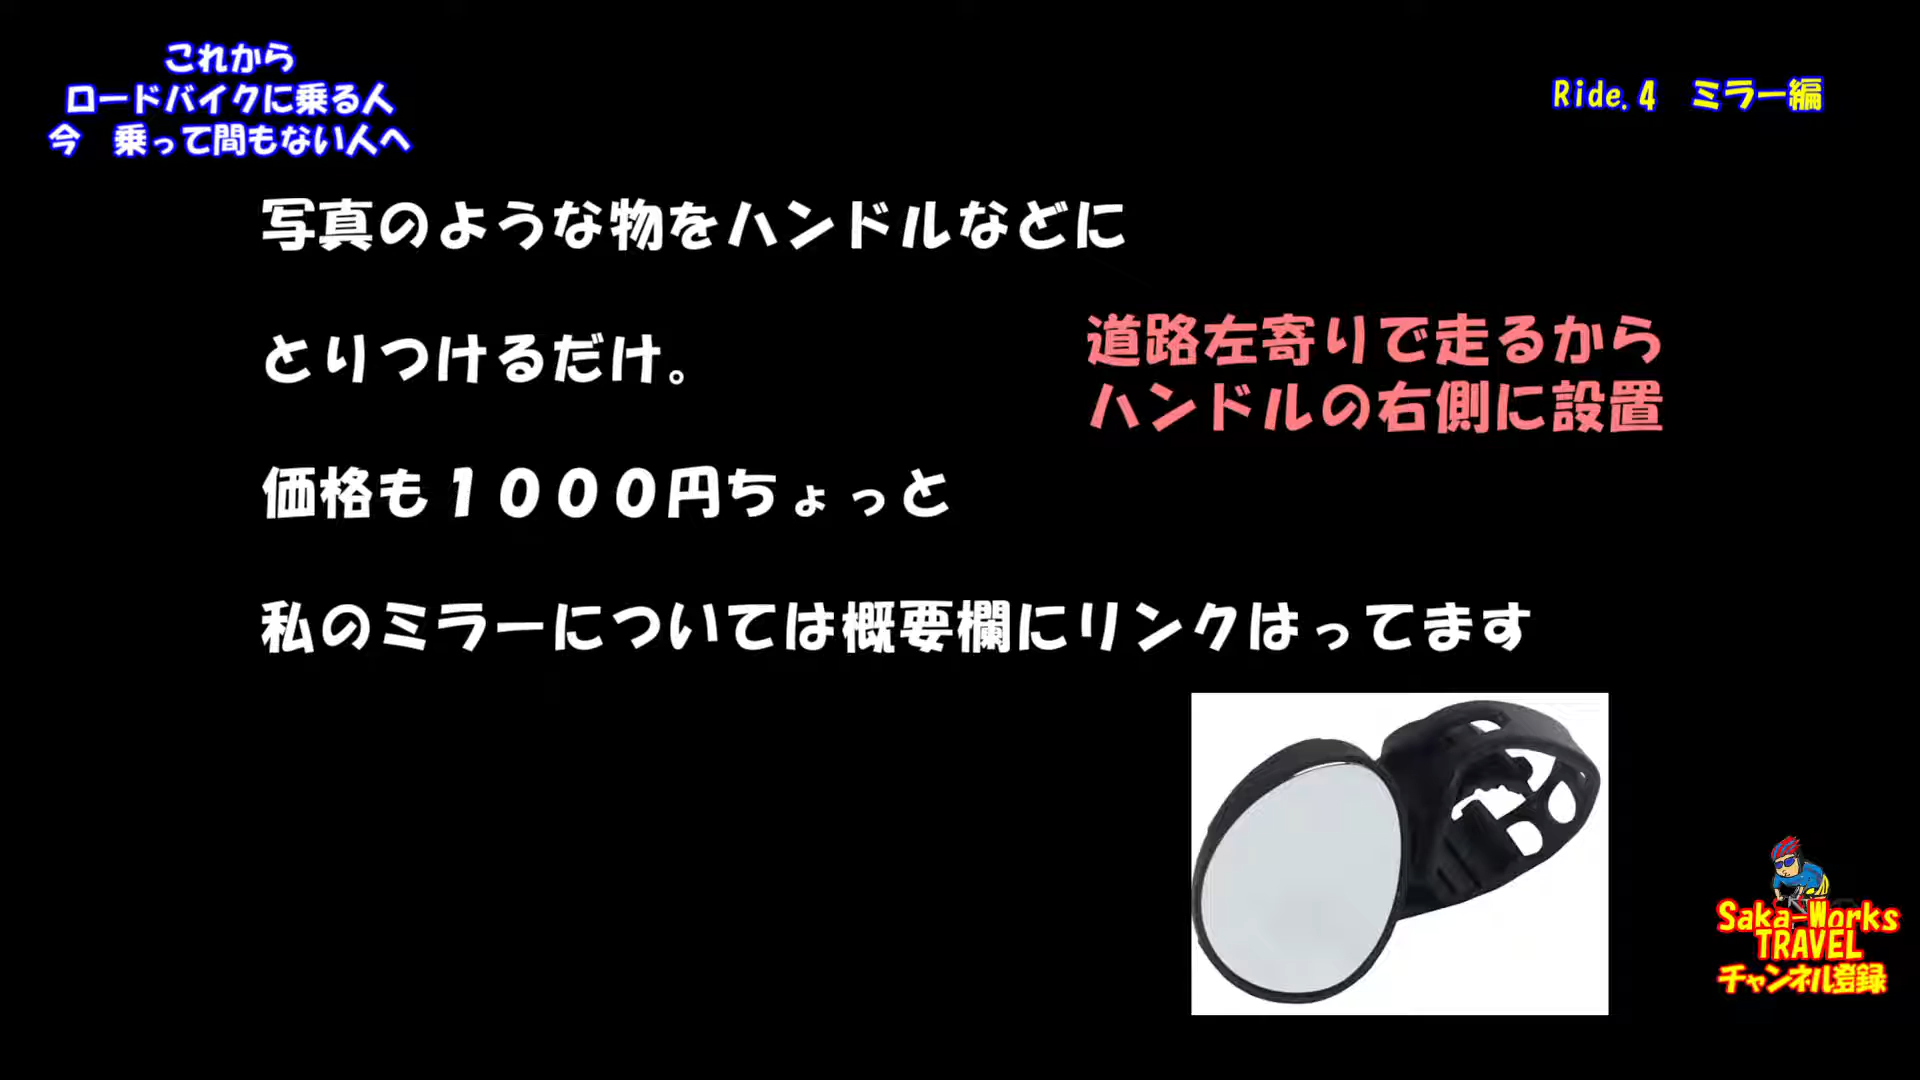 これから
ロードバイクに乗る人
今　乗って間もない人へ
Ride.4　ミラー編
写真のような物をハンドルなどに
とりつけるだけ。
道路左寄りで走るから
ハンドルの右側に設置
価格も１０００円ちょっと
私のミラーについては概要欄にリンクはってます
Saka-Works
TRAVEL
チャンネル登録